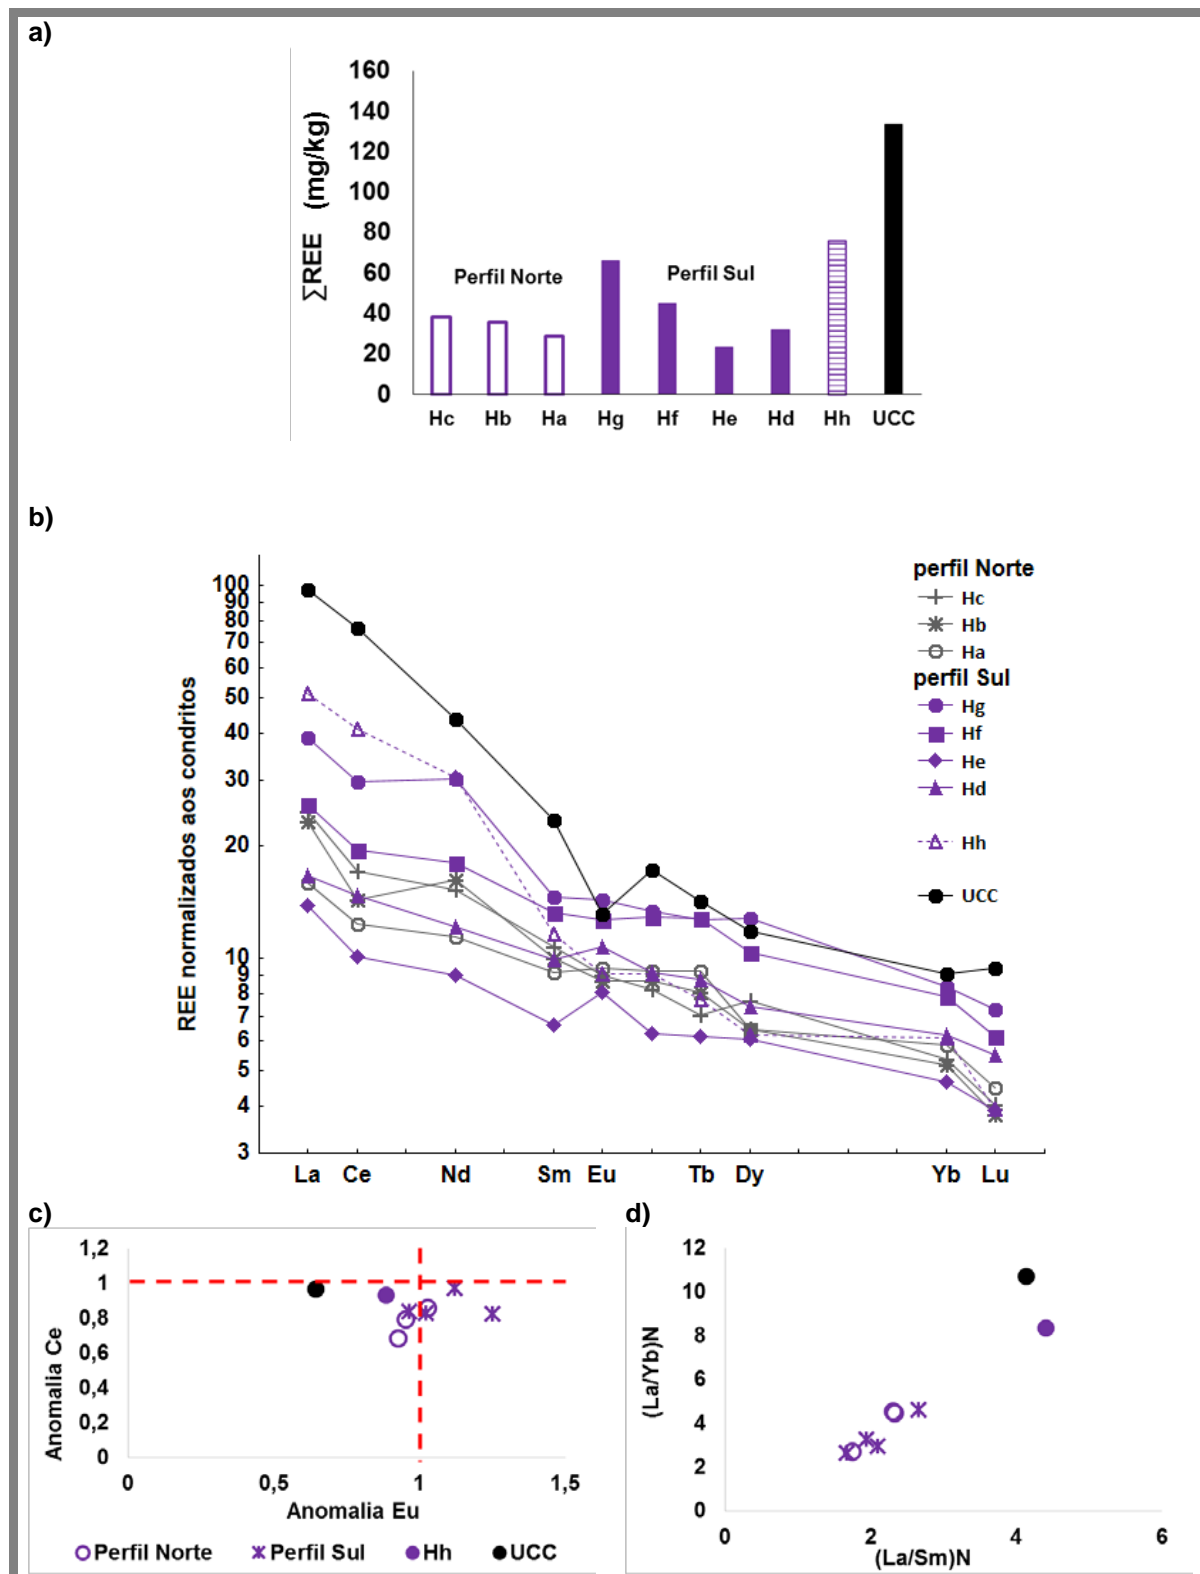 a)
∑REE (mg/kg)
160
140
120
100
80
60
40
20
0
Perfil Norte
Perfil Sul
Hc Hb Ha Hg Hf He Hd Hh UCC
b)
REE normalizados aos condritos
100
90
80
70
60
50
40
30
20
10
9
8
7
6
5
4
3
La Ce Nd Sm Eu Tb Dy Yb Lu
perfil Norte
Hc
Hb
Ha
perfil Sul
Hg
Hf
He
Hd
Hh
UCC
c)
Anomalia Ce
1,2
1
0,8
0,6
0,4
0,2
0
0 0,5 1 1,5
Anomalia Eu
Perfil Norte Perfil Sul Hh UCC
d)
(La/Yb)N
12
10
8
6
4
2
0
0 2 4 6
(La/Sm)N